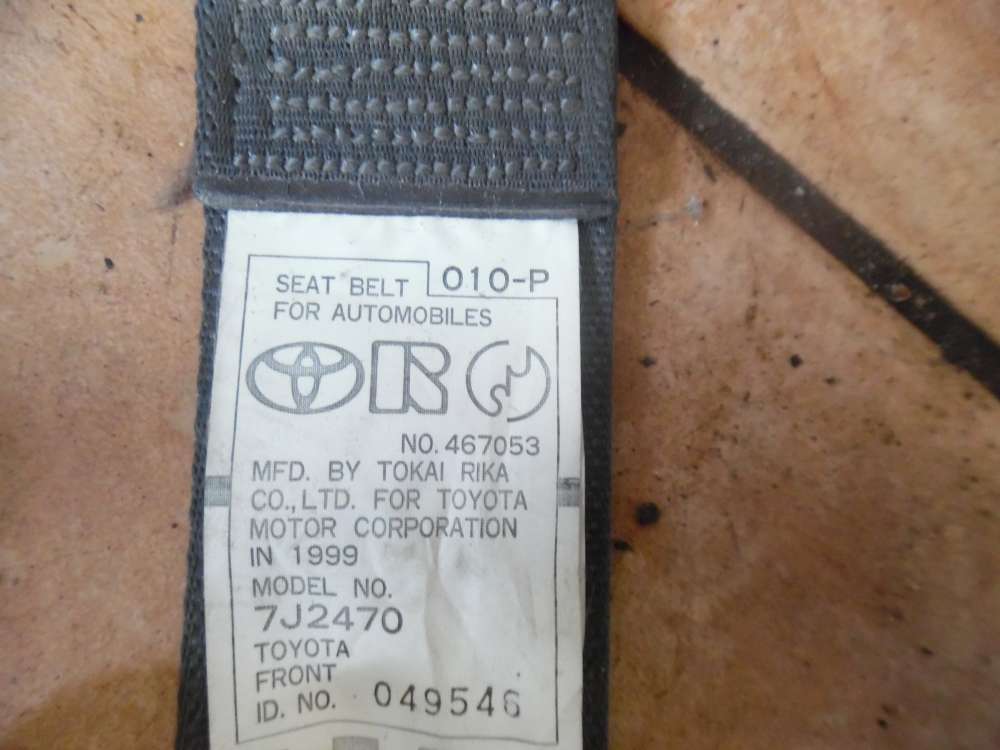 SEAT BELT 010-P
FOR AUTOMOBILES
R
NO. 467053
MFD. BY TOKAI RIKA
CO., LTD. FOR TOYOTA
MOTOR CORPORATION
IN 1999
MODEL NO.
7J2470
TOYOTA
FRONT
ID. NO. 049546